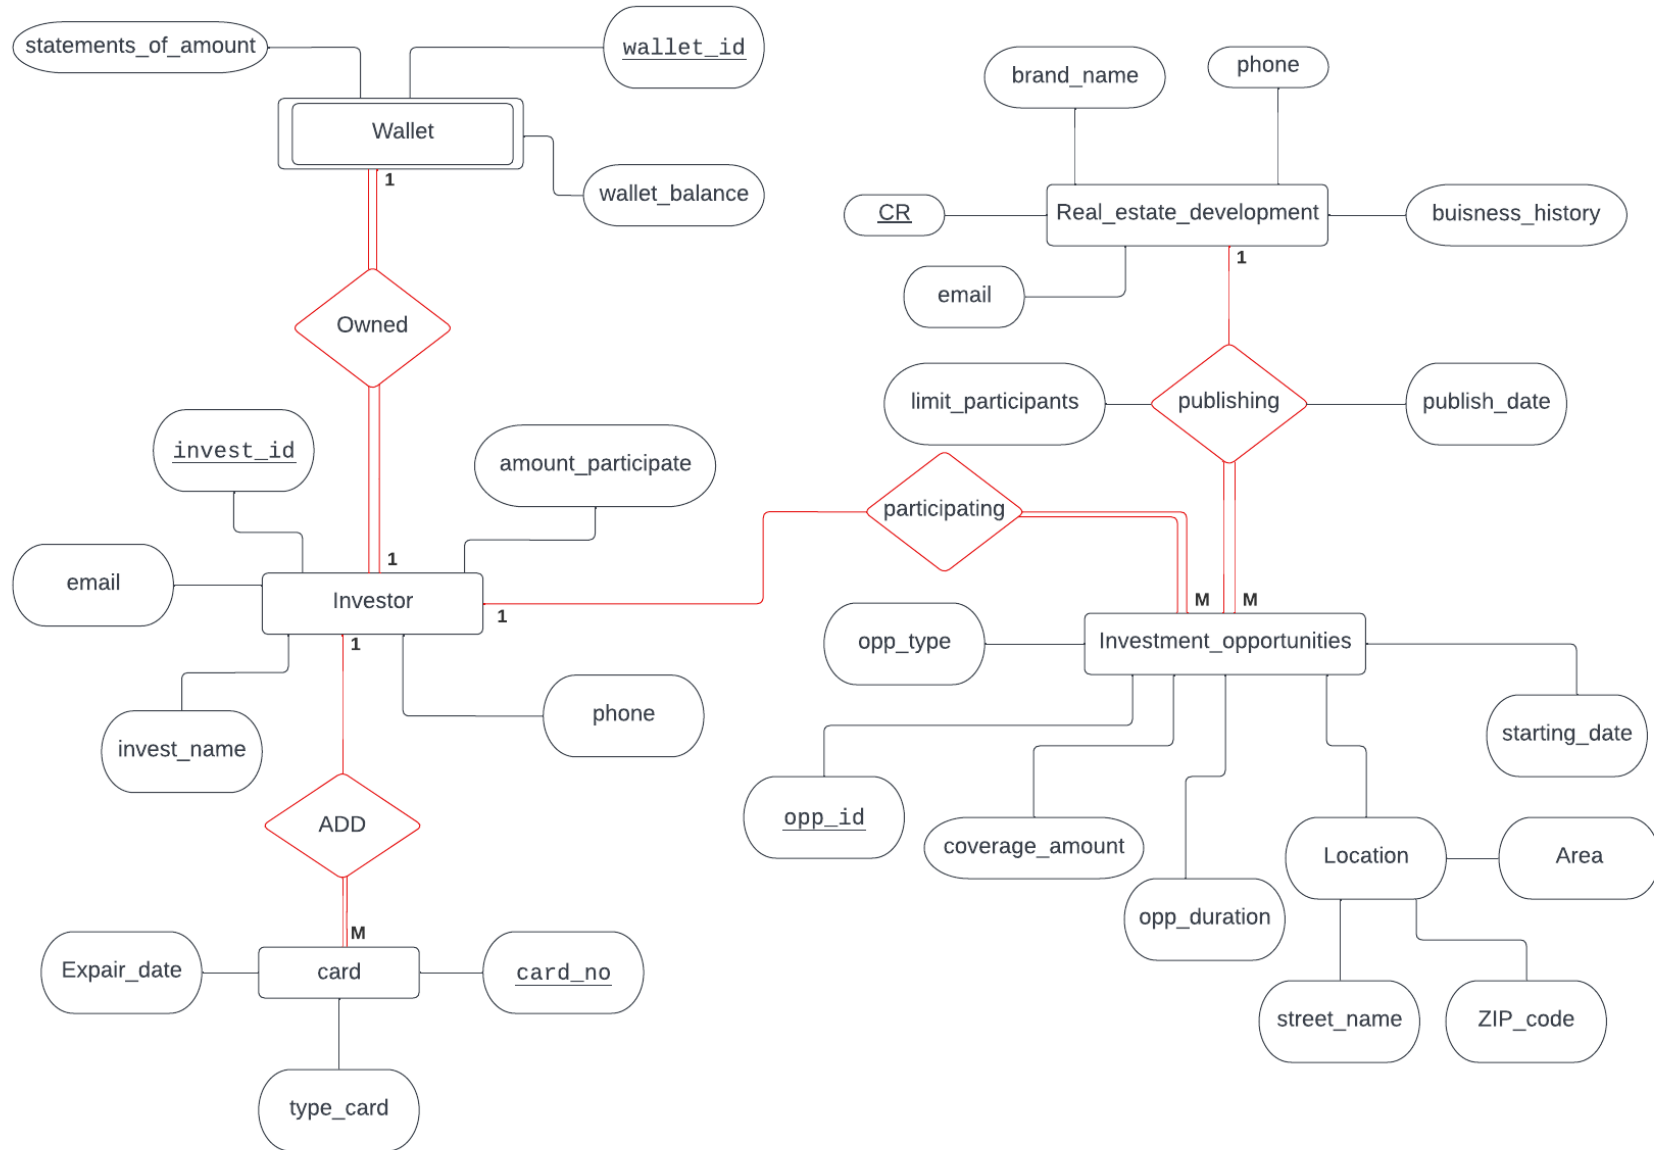 statements_of_amount
wallet_id
Wallet
wallet_balance
1
Owned
invest_id
amount_participate
email
1
Investor
1
1
invest_name
phone
ADD
M
Expair_date
card
card_no
type_card
brand_name
phone
CR
Real_estate_development
buisness_history
1
email
limit_participants
publishing
publish_date
participating
M
M
opp_type
Investment_opportunities
starting_date
opp_id
coverage_amount
opp_duration
Location
Area
street_name
ZIP_code